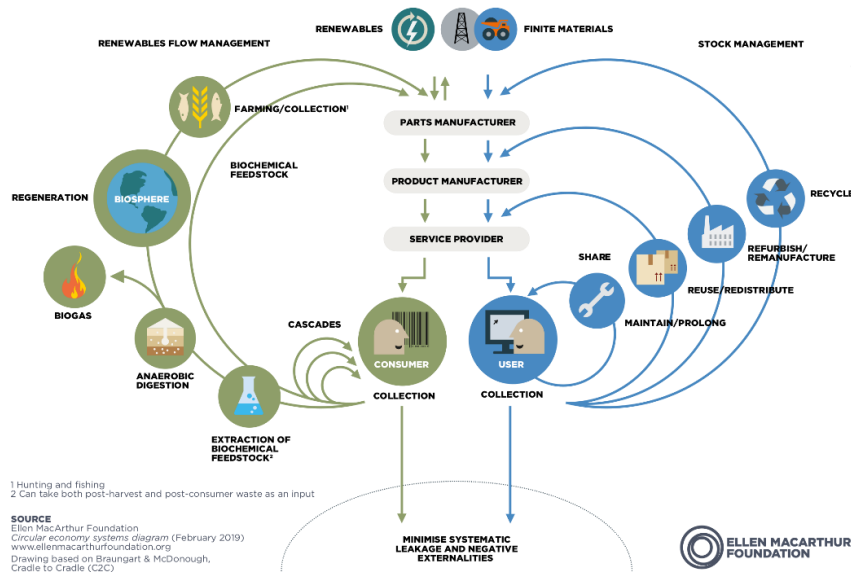 RENEWABLES
FINITE MATERIALS
RENEWABLES FLOW MANAGEMENT
STOCK MANAGEMENT
FARMING/COLLECTION¹
PARTS MANUFACTURER
BIOCHEMICAL
FEEDSTOCK
PRODUCT MANUFACTURER
REGENERATION
BIOSPHERE
RECYCLE
SERVICE PROVIDER
REFURBISH/
REMANUFACTURE
SHARE
REUSE/REDISTRIBUTE
BIOGAS
CASCADES
MAINTAIN/PROLONG
CONSUMER
USER
ANAEROBIC
DIGESTION
COLLECTION
COLLECTION
EXTRACTION OF
BIOCHEMICAL
FEEDSTOCK²
1 Hunting and fishing
2 Can take both post-harvest and post-consumer waste as an input
SOURCE
Ellen MacArthur Foundation
Circular economy systems diagram (February 2019)
www.ellenmacarthurfoundation.org
Drawing based on Braungart & McDonough,
Cradle to Cradle (C2C)
MINIMISE SYSTEMATIC
LEAKAGE AND NEGATIVE
EXTERNALITIES
ELLEN MACARTHUR
FOUNDATION